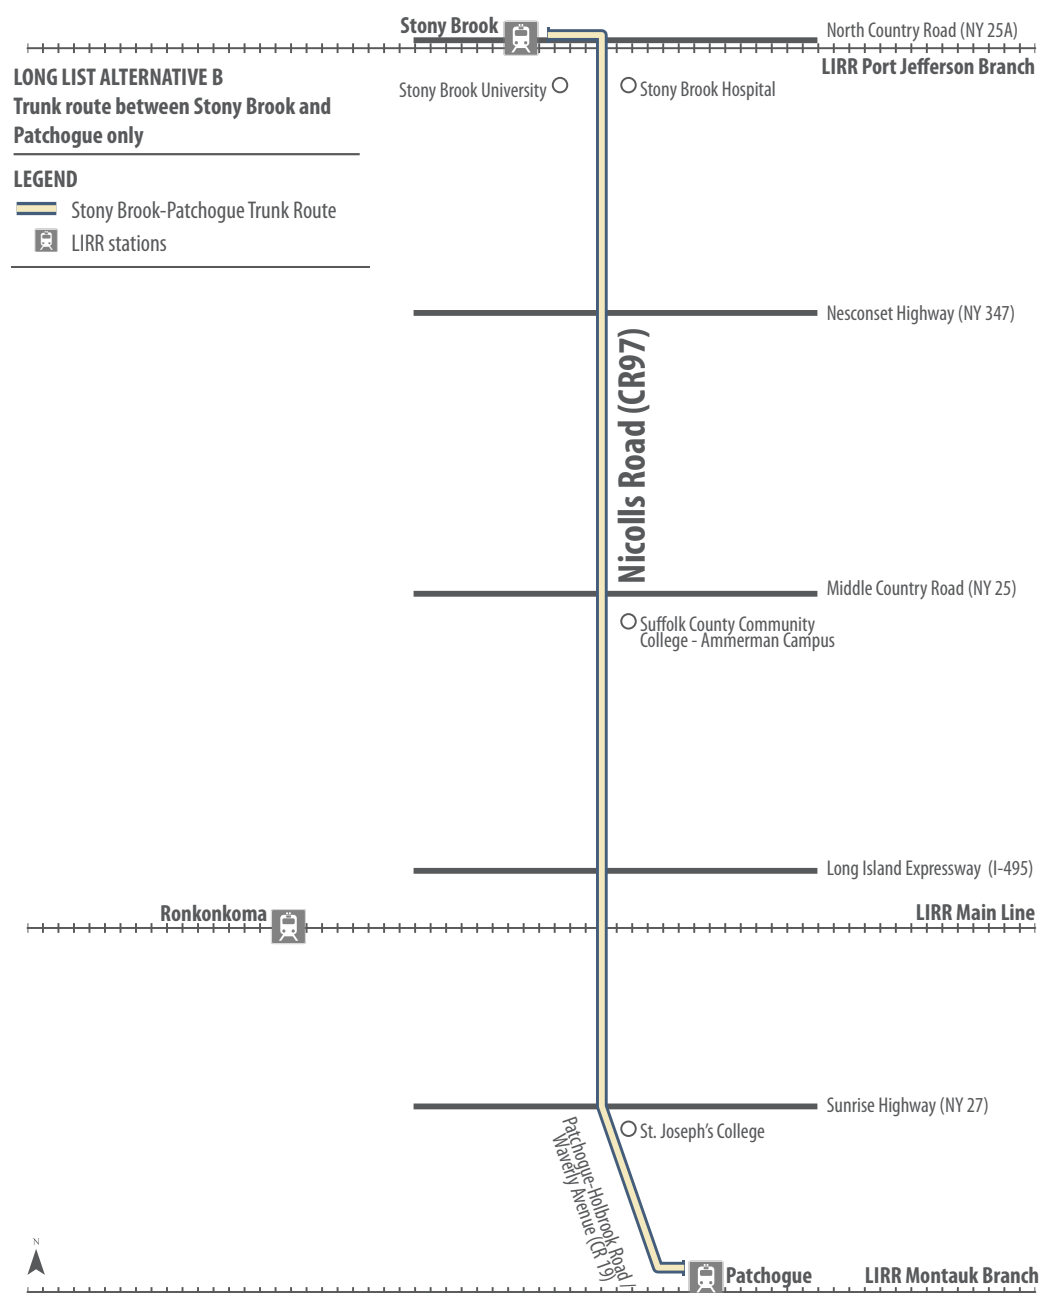 Stony Brook
North Country Road (NY 25A)
LIRR Port Jefferson Branch
LONG LIST ALTERNATIVE B
Trunk route between Stony Brook and
Patchogue only
Stony Brook University
Stony Brook Hospital
LEGEND
Stony Brook-Patchogue Trunk Route
LIRR stations
Nesconset Highway (NY 347)
Nicolls Road (CR97)
Middle Country Road (NY 25)
Suffolk County Community
College - Ammerman Campus
Long Island Expressway (I-495)
Ronkonkoma
LIRR Main Line
Sunrise Highway (NY 27)
St. Joseph's College
Patchogue-Holbrook Road /
Waverly Avenue (CR 19)
N
Patchogue
LIRR Montauk Branch